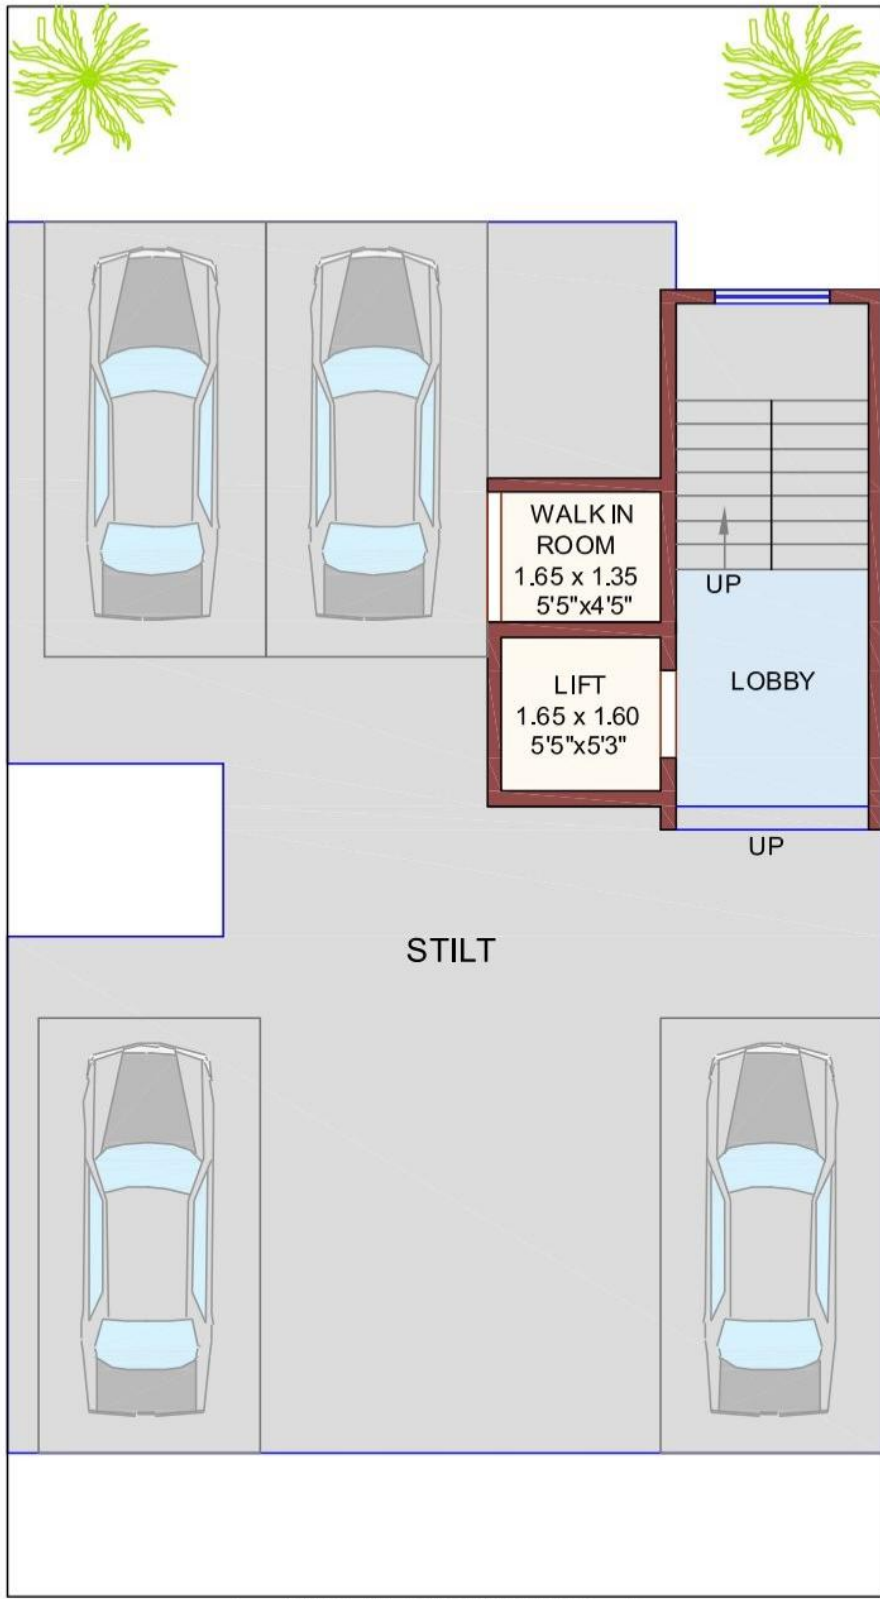 WALK IN
ROOM
1.65 x 1.35
5'5"x4'5"
UP
LIFT
1.65 x 1.60
5'5"x5'3"
LOBBY
UP
STILT